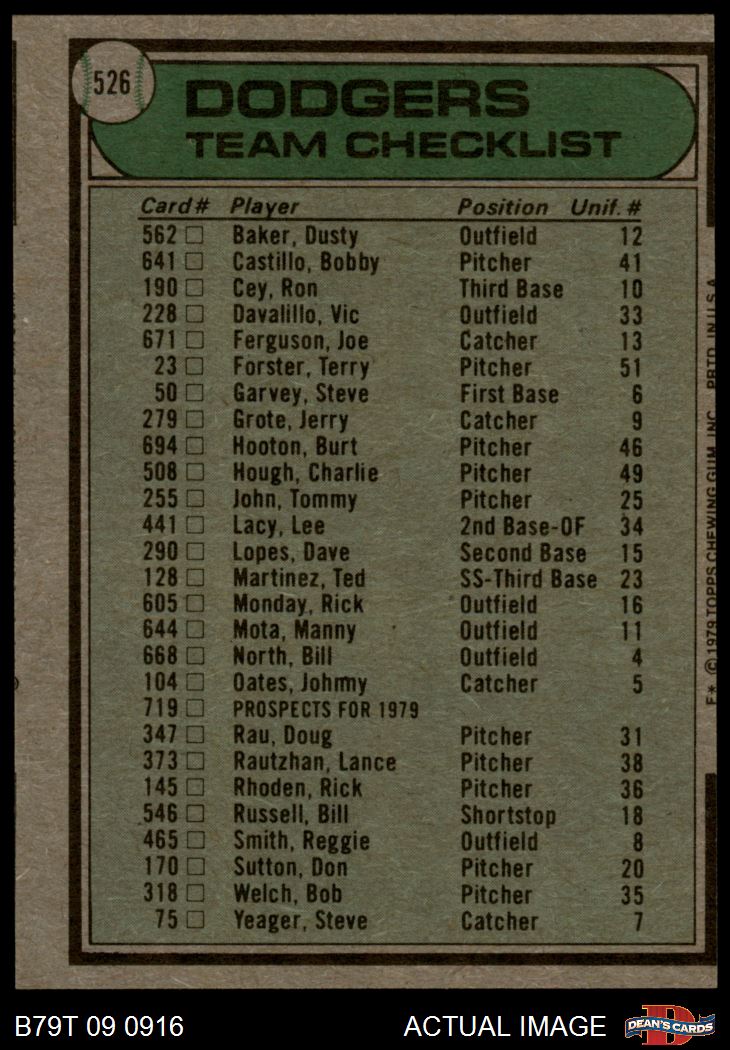 526
DODGERS
TEAM CHECKLIST
Card# Player Position Unif. #
562 Baker, Dusty Outfield 12
641 Castillo, Bobby Pitcher 41
190 Cey, Ron Third Base 10
228 Davalillo, Vic Outfield 33
671 Ferguson, Joe Catcher 13
23 Forster, Terry Pitcher 51
50 Garvey, Steve First Base 6
279 Grote, Jerry Catcher 9
694 Hooton, Burt Pitcher 46
508 Hough, Charlie Pitcher 49
255 John, Tommy Pitcher 25
441 Lacy, Lee 2nd Base-OF 34
290 Lopes, Dave Second Base 15
128 Martinez, Ted SS-Third Base 23
605 Monday, Rick Outfield 16
644 Mota, Manny Outfield 11
668 North, Bill Outfield 4
104 Oates, Johnny Catcher 5
719 PROSPECTS FOR 1979
347 Rau, Doug Pitcher 31
373 Rautzhan, Lance Pitcher 38
145 Rhoden, Rick Pitcher 36
546 Russell, Bill Shortstop 18
465 Smith, Reggie Outfield 8
170 Sutton, Don Pitcher 20
318 Welch, Bob Pitcher 35
75 Yeager, Steve Catcher 7
F* © 1979 TOPPS CHEWING GUM, INC. PRTD. IN U.S.A.
B79T 09 0916 ACTUAL IMAGE
D
DEAN'S CARDS